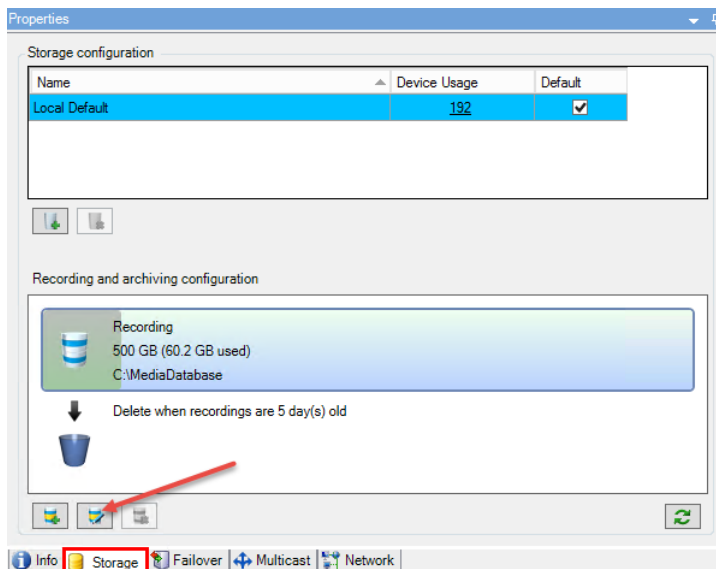 Properties
Storage configuration
Name Device Usage Default
Local Default 192
Recording and archiving configuration
Recording
500 GB (60.2 GB used)
C:\MediaDatabase
Delete when recordings are 5 day(s) old
Info Storage Failover Multicast Network